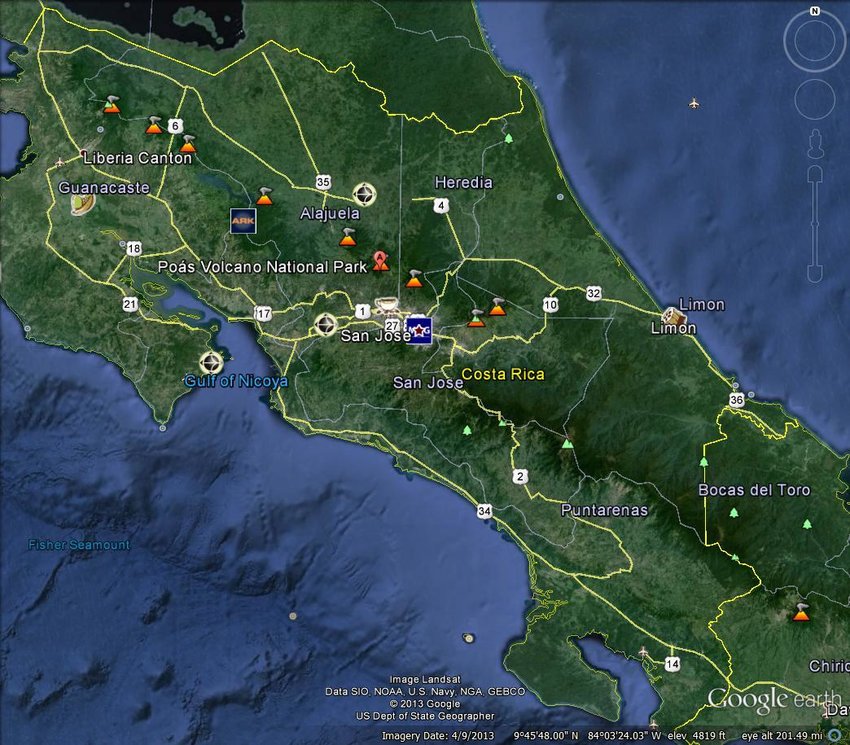 N
6
Liberia Canton
Guanacaste
35
Heredia
4
Alajuela
ARK
18
A
Poás Volcano National Park
21
17
1
10
32
Limon
Limon
27
San Jose
Gulf of Nicoya
San Jose
Costa Rica
36
2
Bocas del Toro
34
Puntarenas
Fisher Seamount
14
Chiric
Image Landsat
Data SIO, NOAA, U.S. Navy, NGA, GEBCO
© 2013 Google
US Dept of State Geographer
Google earth
Da
Imagery Date: 4/9/2013 9°45'48.00" N 84°03'24.03" W elev 4819 ft eye alt 201.49 mi